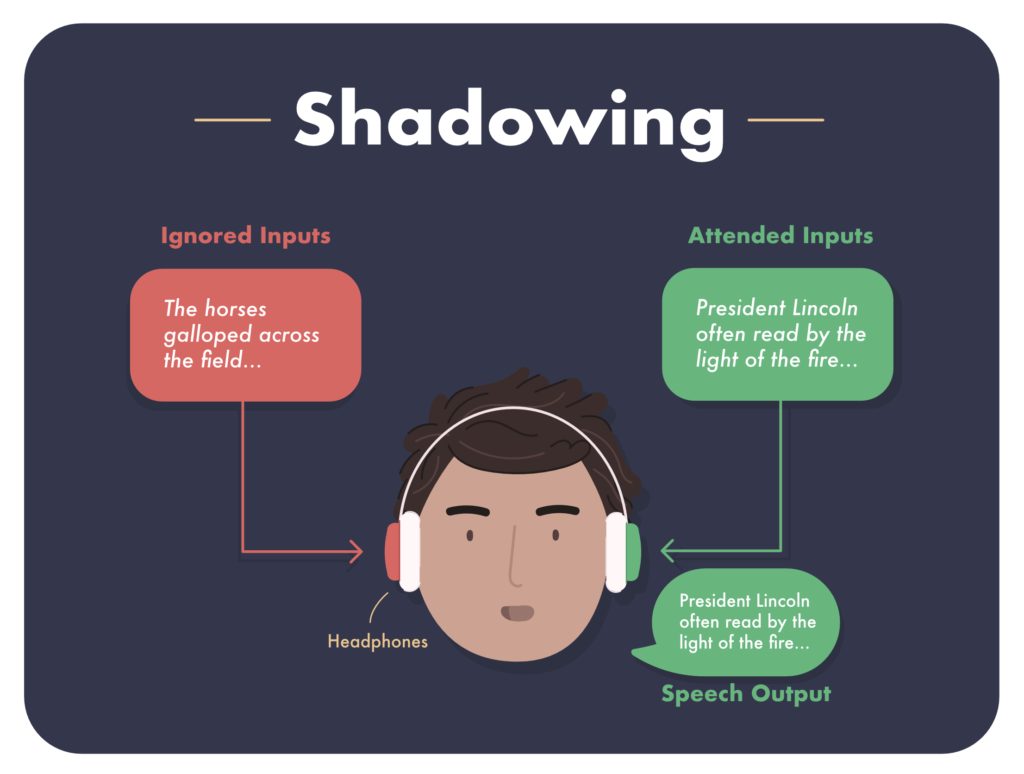 Shadowing
Ignored Inputs
The horses
galloped across
the field...
Attended Inputs
President Lincoln
often read by the
light of the fire...
Headphones
President Lincoln
often read by the
light of the fire...
Speech Output